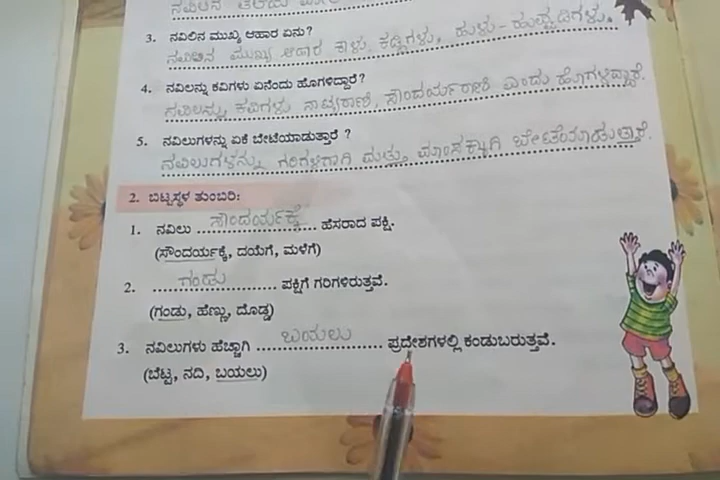 ನವಿಲಿನ
3. ನವಿಲಿನ ಮುಖ್ಯ ಆಹಾರ ಏನು?
ನವಿಲಿನ ಮುಖ್ಯ ಆಹಾರ ಕಾಳು, ಕಡ್ಡಿಗಳು, ಹುಳು - ಹುಪ್ಪಡಿಗಳು.
4. ನವಿಲನ್ನು ಕವಿಗಳು ಏನೆಂದು ಹೊಗಳಿದ್ದಾರೆ?
ನವಿಲನ್ನು ಕವಿಗಳು ನಾಟ್ಯರಾಣಿ, ಸೌಂದರ್ಯರಾಣಿ ಎಂದು ಹೊಗಳಿದ್ದಾರೆ.
5. ನವಿಲುಗಳನ್ನು ಏಕೆ ಬೇಟೆಯಾಡುತ್ತಾರೆ ?
ನವಿಲುಗಳನ್ನು ಗರಿಗಳಿಗಾಗಿ ಮತ್ತು ಮಾಂಸಕ್ಕಾಗಿ ಬೇಟೆಯಾಡುತ್ತಾರೆ.
2. ಬಿಟ್ಟಸ್ಥಳ ತುಂಬಿರಿ:
1. ನವಿಲು ಸೌಂದರ್ಯಕ್ಕೆ ಹೆಸರಾದ ಪಕ್ಷಿ.
(ಸೌಂದರ್ಯಕ್ಕೆ, ದಯೆಗೆ, ಮಳೆಗೆ)
2. ಗಂಡು ಪಕ್ಷಿಗೆ ಗರಿಗಳಿರುತ್ತವೆ.
(ಗಂಡು, ಹೆಣ್ಣು, ದೊಡ್ಡ)
3. ನವಿಲುಗಳು ಹೆಚ್ಚಾಗಿ ಬಯಲು ಪ್ರದೇಶಗಳಲ್ಲಿ ಕಂಡುಬರುತ್ತವೆ.
(ಬೆಟ್ಟ, ನದಿ, ಬಯಲು)